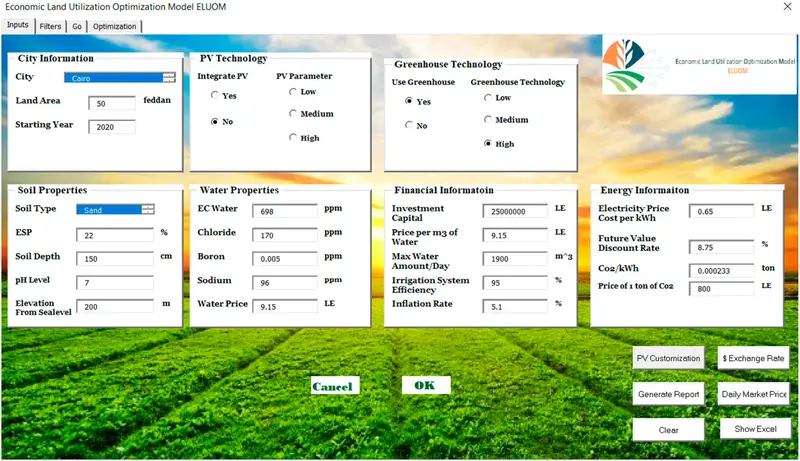 Economic Land Utilization Optimization Model ELUOM
Inputs
Filters
Go
Optimization
City Information
City
Cairo
Land Area
50
feddan
Starting Year
2020
PV Technology
Integrate PV
PV Parameter
Yes
No
Low
Medium
High
Greenhouse Technology
Use Greenhouse
Greenhouse Technology
Yes
No
Low
Medium
High
Economic Land Utilization Optimization Model
ELUOM
Soil Properties
Soil Type
Sand
ESP
22
%
Soil Depth
150
cm
pH Level
7
Elevation
From Sealevel
200
m
Water Properties
EC Water
698
ppm
Chloride
170
ppm
Boron
0.005
ppm
Sodium
96
ppm
Water Price
9.15
LE
Financial Informatoin
Investment
Capital
25000000
LE
Price per m3 of
Water
9.15
LE
Max Water
Amount/Day
1900
m^3
Irrigation System
Efficiency
95
%
Inflation Rate
5.1
%
Energy Informaiton
Electricity Price
Cost per kWh
0.65
LE
Future Value
Discount Rate
8.75
%
Co2/kWh
0.000233
ton
Price of 1 ton of Co2
800
LE
Cancel
OK
PV Customization
$ Exchange Rate
Generate Report
Daily Market Price
Clear
Show Excel